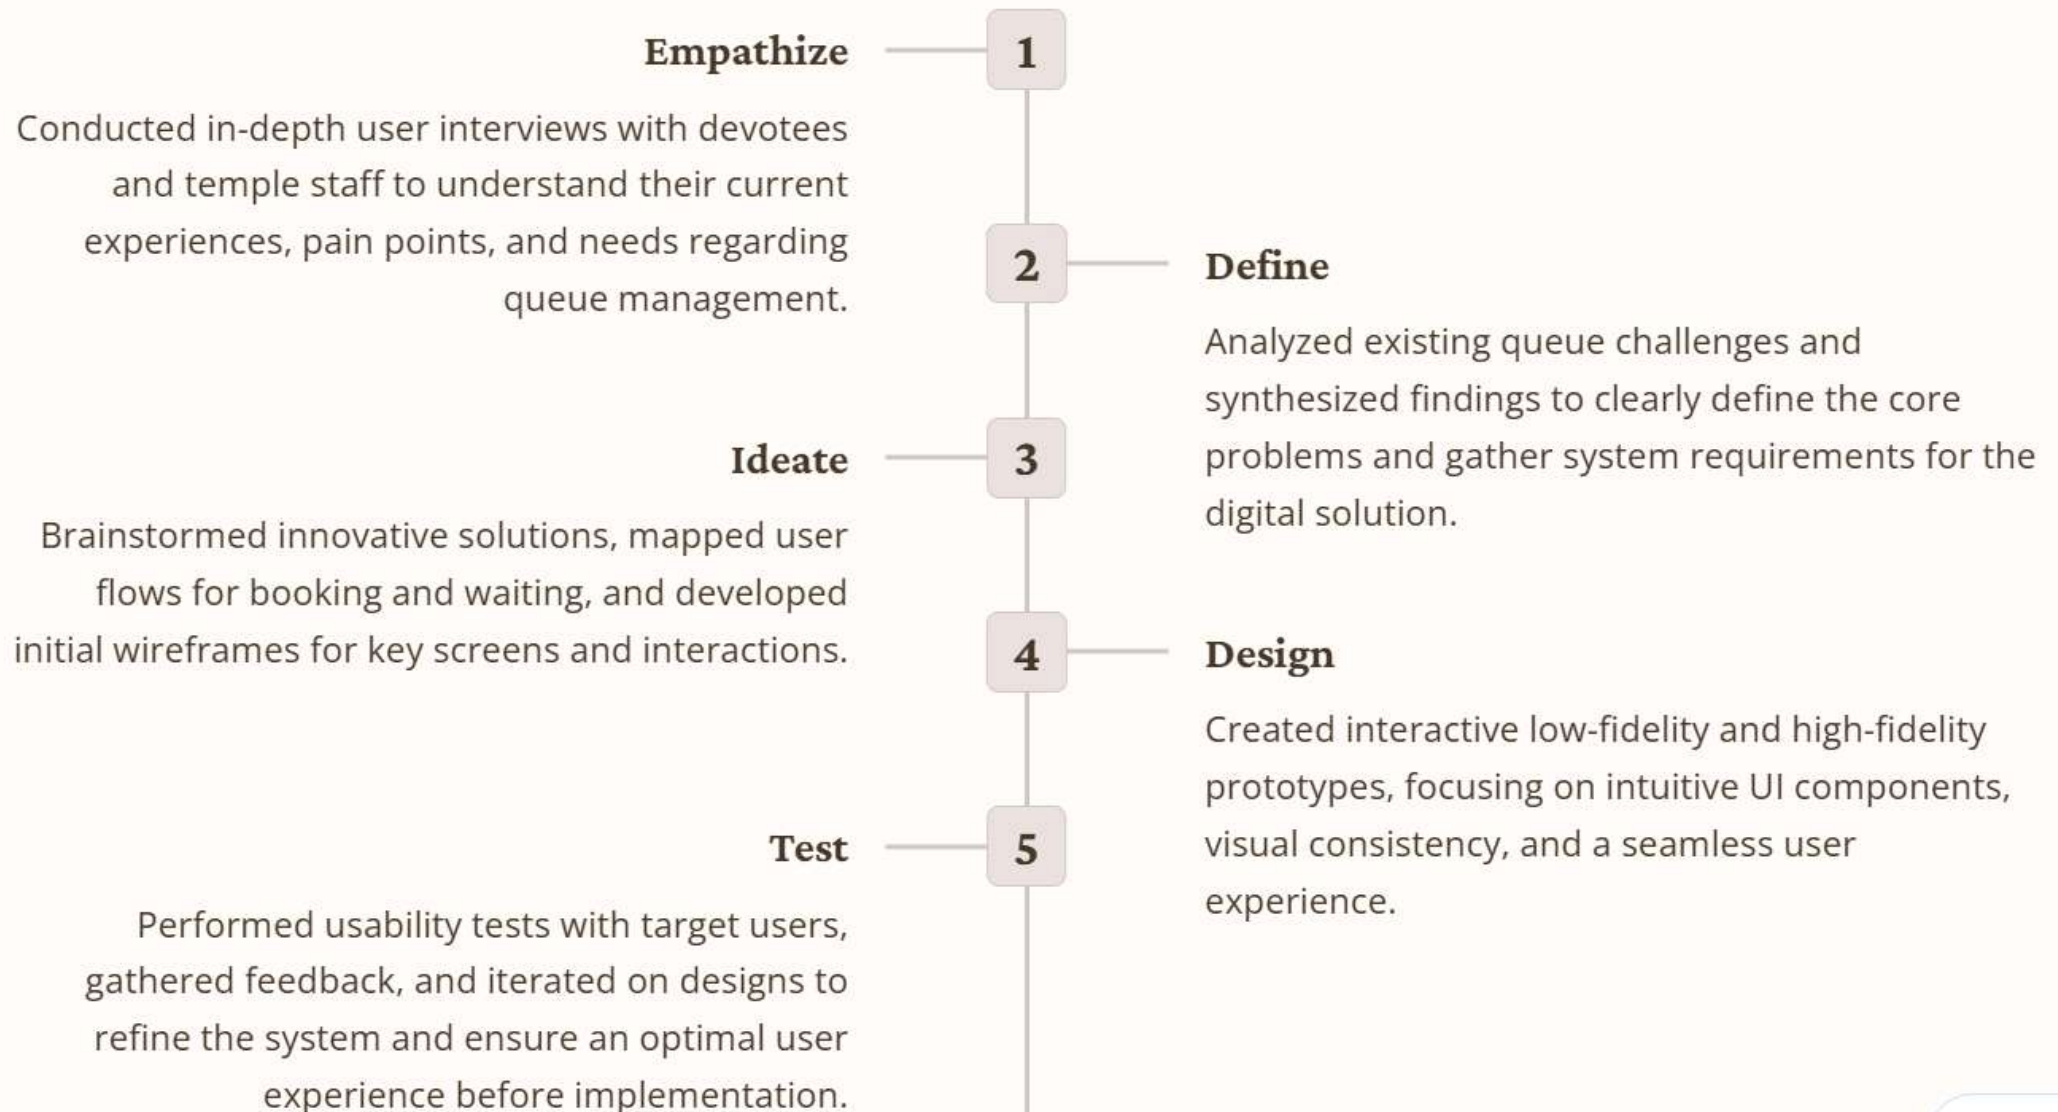 Empathize
1
Conducted in-depth user interviews with devotees
and temple staff to understand their current
experiences, pain points, and needs regarding
queue management.
2
Define
Analyzed existing queue challenges and
synthesized findings to clearly define the core
problems and gather system requirements for the
digital solution.
Ideate
3
Brainstormed innovative solutions, mapped user
flows for booking and waiting, and developed
initial wireframes for key screens and interactions.
4
Design
Created interactive low-fidelity and high-fidelity
prototypes, focusing on intuitive UI components,
visual consistency, and a seamless user
experience.
Test
5
Performed usability tests with target users,
gathered feedback, and iterated on designs to
refine the system and ensure an optimal user
experience before implementation.